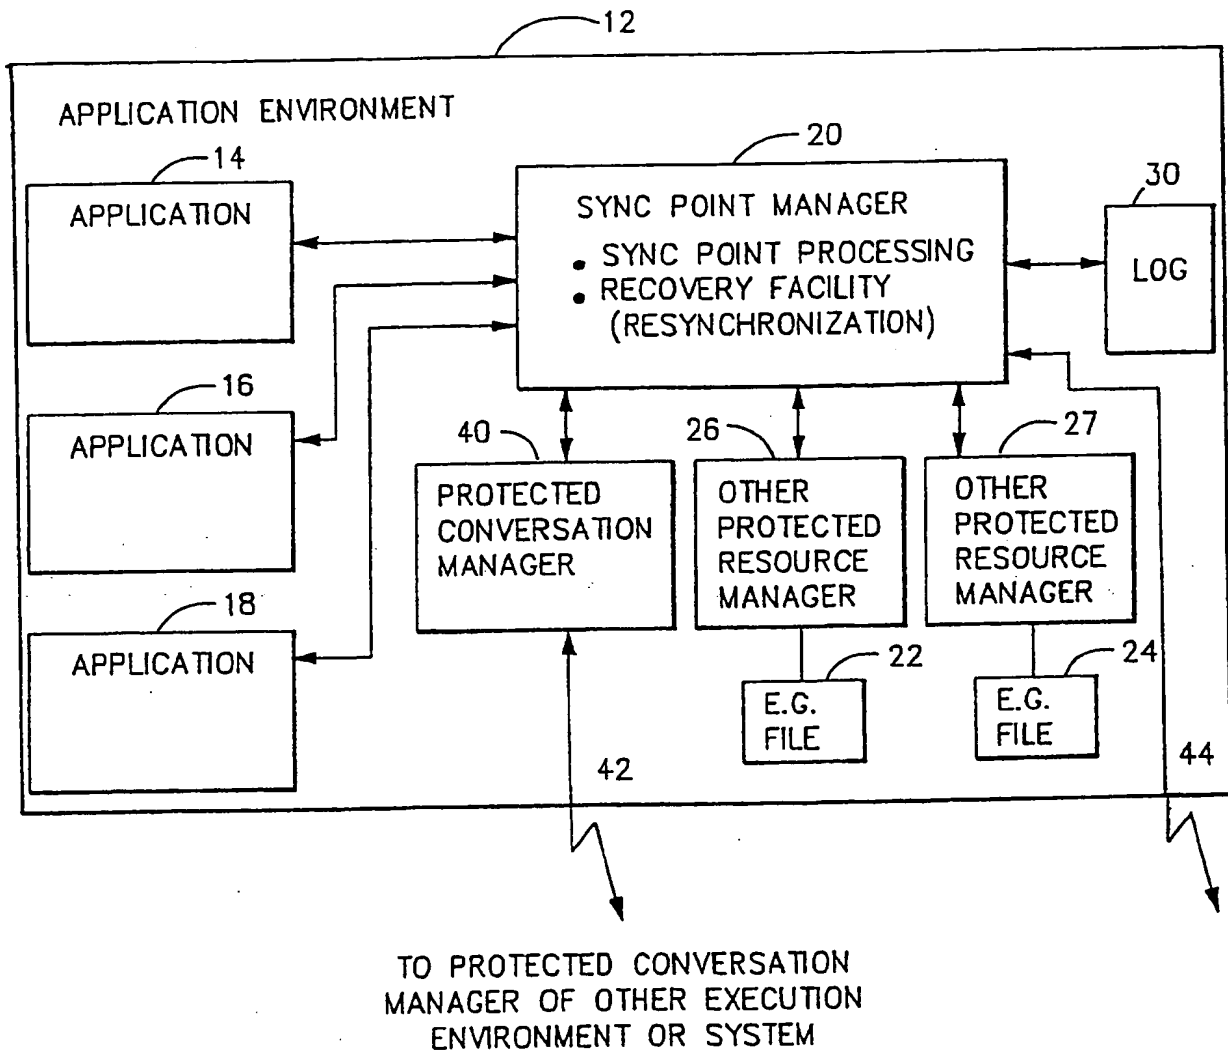 12
APPLICATION ENVIRONMENT
14
APPLICATION
20
SYNC POINT MANAGER
• SYNC POINT PROCESSING
• RECOVERY FACILITY
(RESYNCHRONIZATION)
30
LOG
16
APPLICATION
40
PROTECTED
CONVERSATION
MANAGER
26
OTHER
PROTECTED
RESOURCE
MANAGER
27
OTHER
PROTECTED
RESOURCE
MANAGER
18
APPLICATION
22
E.G.
FILE
24
E.G.
FILE
42
44
TO PROTECTED CONVERSATION
MANAGER OF OTHER EXECUTION
ENVIRONMENT OR SYSTEM